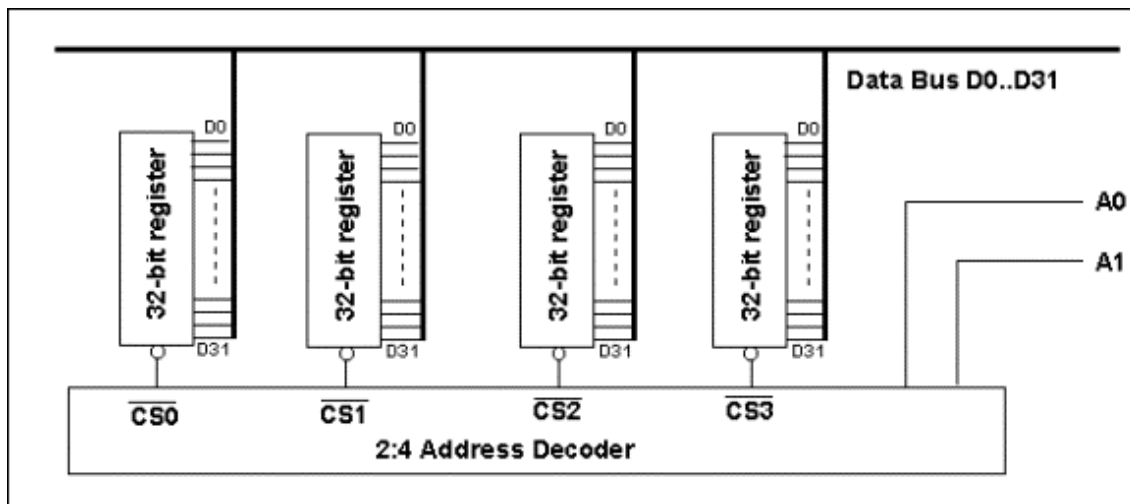 Data Bus D0..D31
D0
D0
D0
D0
32-bit register
32-bit register
32-bit register
32-bit register
A0
A1
D31
D31
D31
D31
CS0
CS1
CS2
CS3
2:4 Address Decoder